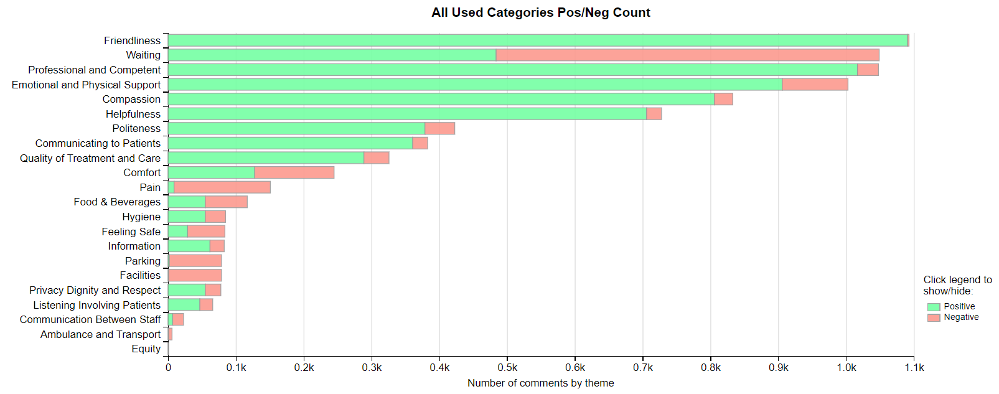 All Used Categories Pos/Neg Count
Friendliness
Waiting
Professional and Competent
Emotional and Physical Support
Compassion
Helpfulness
Politeness
Communicating to Patients
Quality of Treatment and Care
Comfort
Pain
Food & Beverages
Hygiene
Feeling Safe
Information
Parking
Facilities
Privacy Dignity and Respect
Listening Involving Patients
Communication Between Staff
Ambulance and Transport
Equity
0 0.1k 0.2k 0.3k 0.4k 0.5k 0.6k 0.7k 0.8k 0.9k 1.0k 1.1k
Number of comments by theme
Click legend to
show/hide:
Positive
Negative